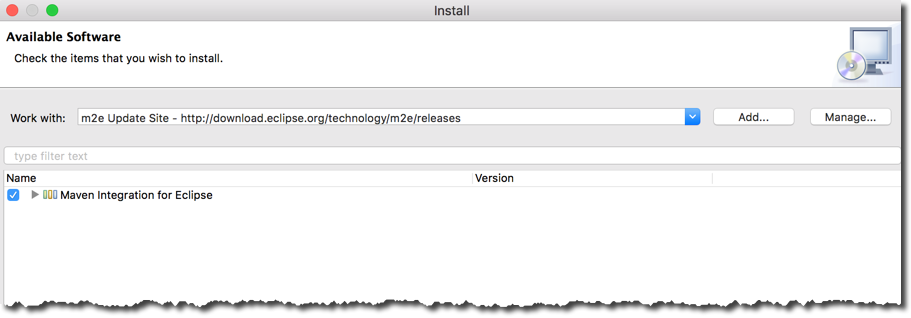 Install
Available Software
Check the items that you wish to install.
Work with: m2e Update Site - http://download.eclipse.org/technology/m2e/releases Add... Manage...
type filter text
Name Version
Maven Integration for Eclipse